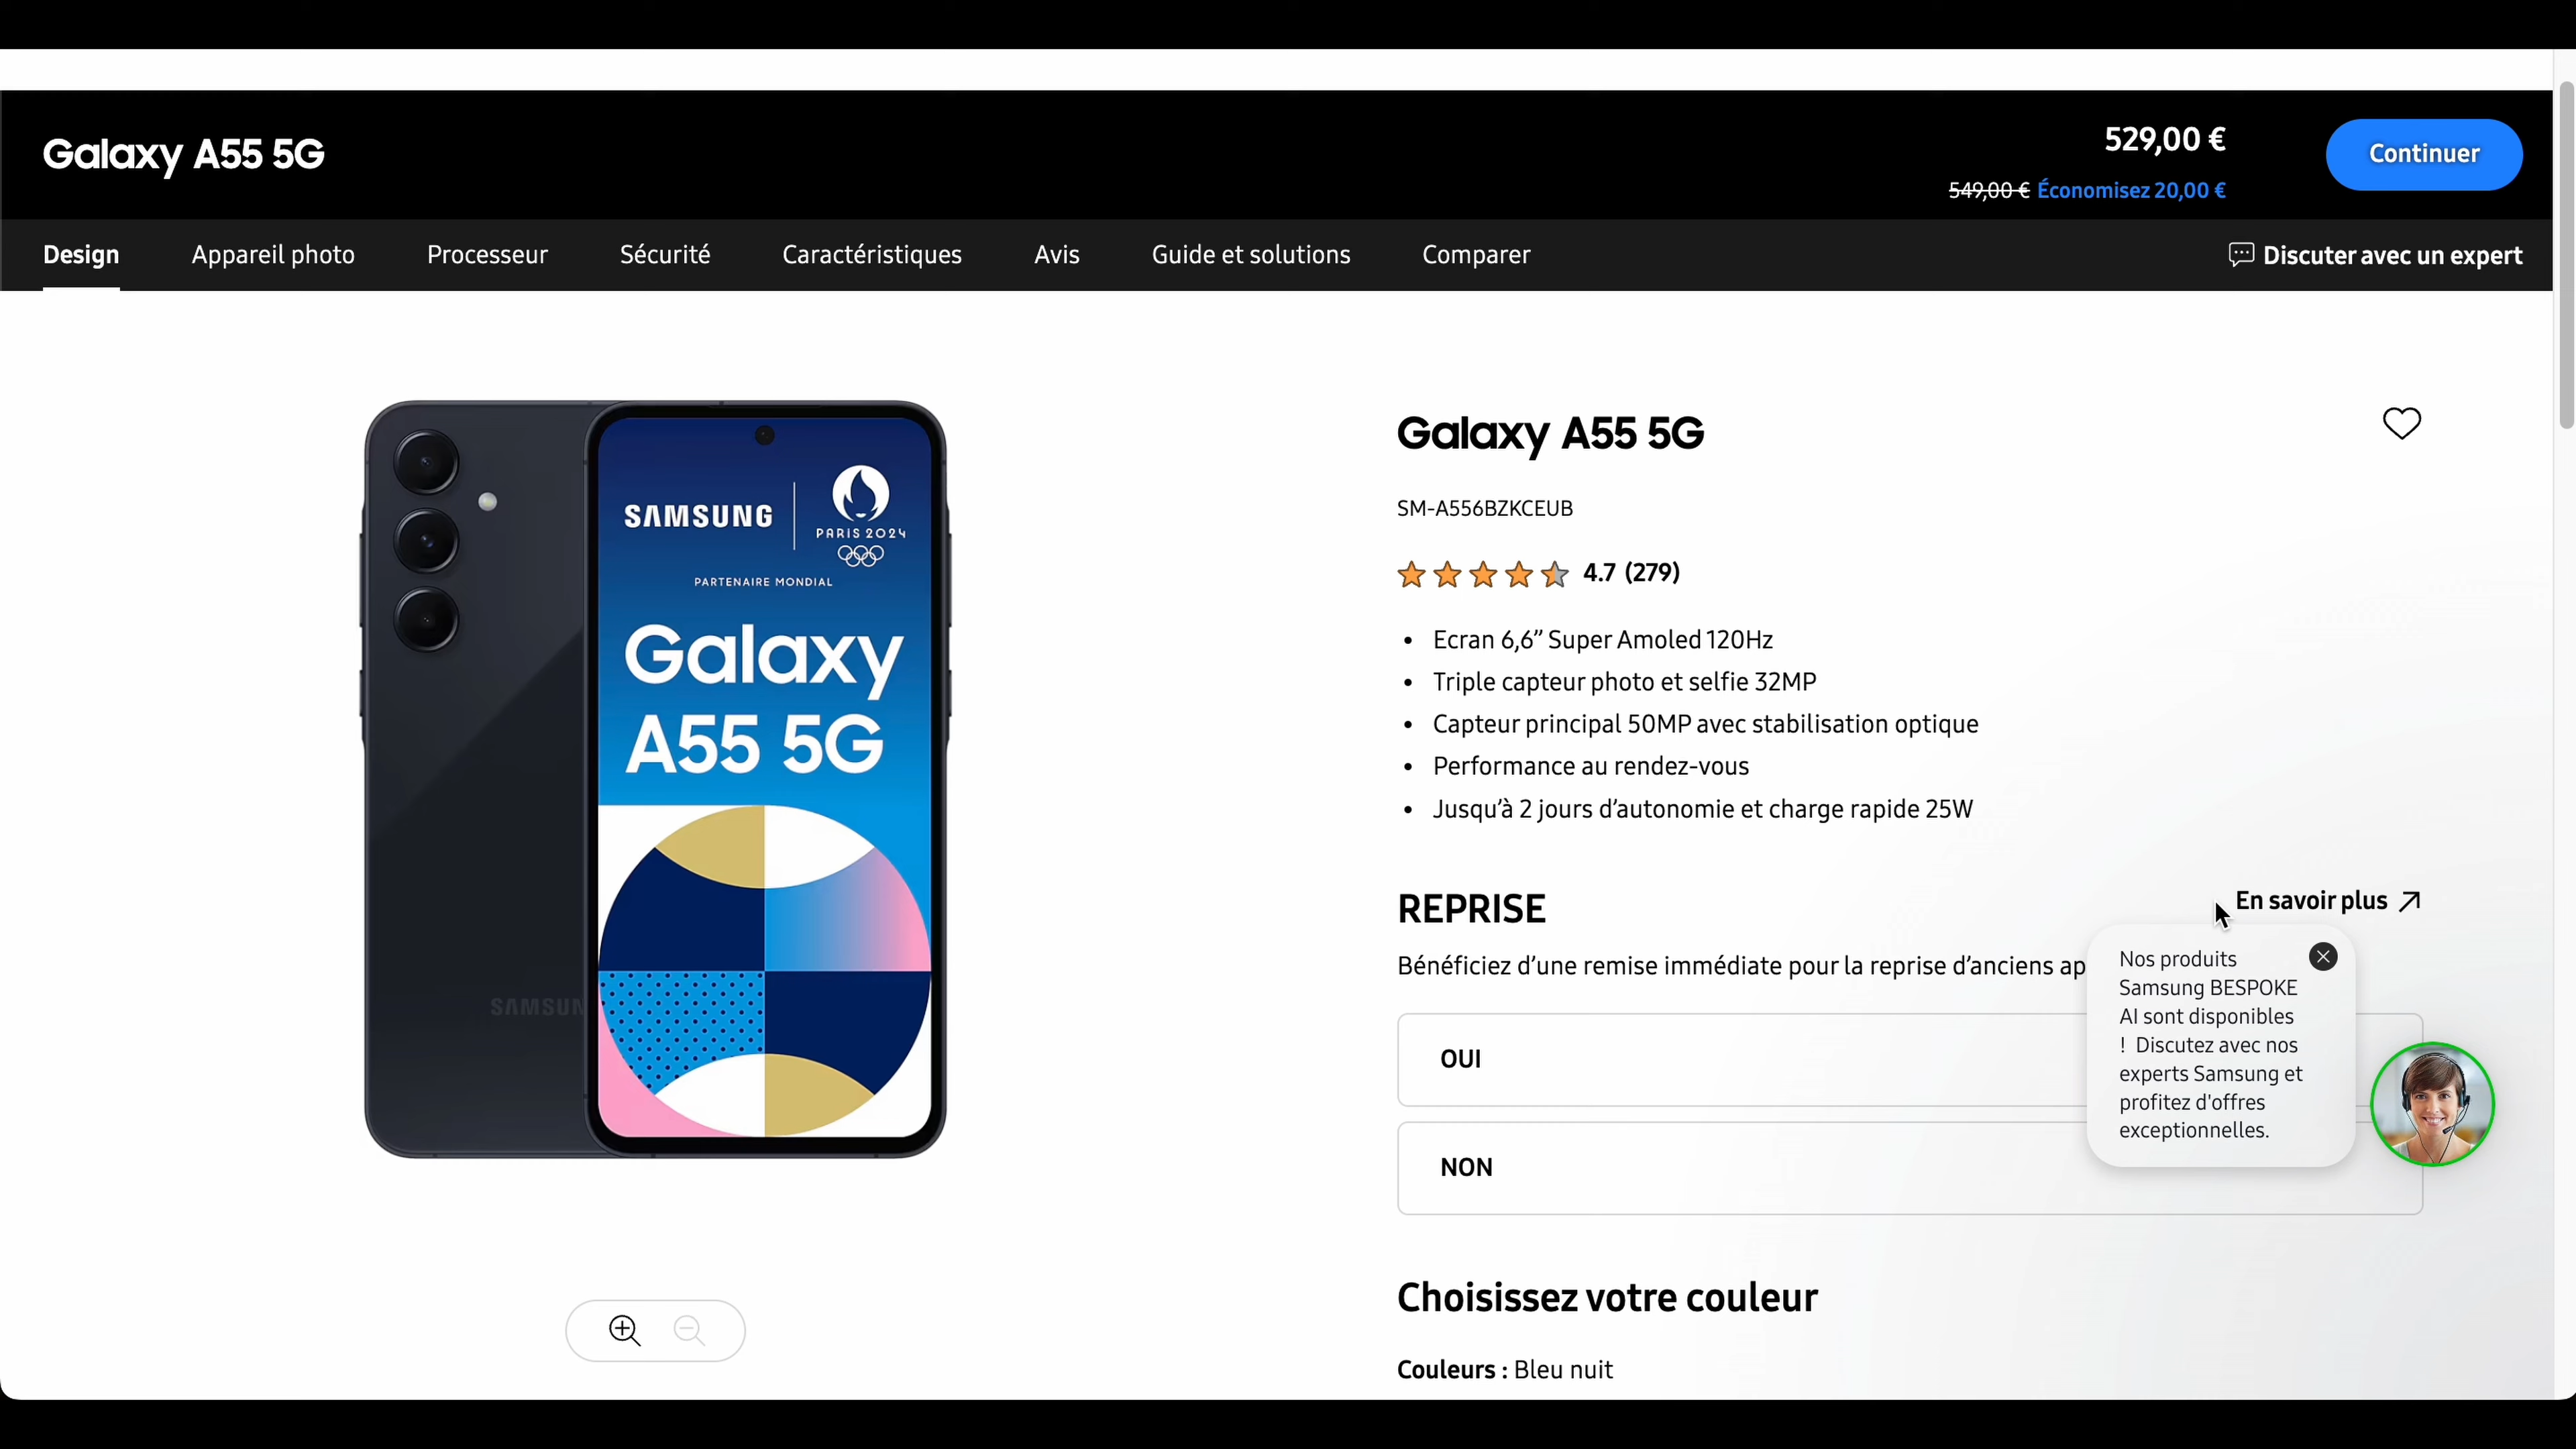 Galaxy A55 5G
529,00 €
549,00 € Économisez 20,00 €
Continuer
Design Appareil photo Processeur Sécurité Caractéristiques Avis Guide et solutions Comparer
Discuter avec un expert
SAMSUNG
PARIS 2024
PARTENAIRE MONDIAL
Galaxy
A55 5G
SAMSUN
Galaxy A55 5G
SM-A556BZKCEUB
4.7 (279)
• Ecran 6,6” Super Amoled 120Hz
• Triple capteur photo et selfie 32MP
• Capteur principal 50MP avec stabilisation optique
• Performance au rendez-vous
• Jusqu’à 2 jours d’autonomie et charge rapide 25W
REPRISE
En savoir plus
Bénéficiez d’une remise immédiate pour la reprise d’anciens ap
OUI
NON
Nos produits
Samsung BESPOKE
AI sont disponibles
! Discutez avec nos
experts Samsung et
profitez d'offres
exceptionnelles.
Choisissez votre couleur
Couleurs : Bleu nuit